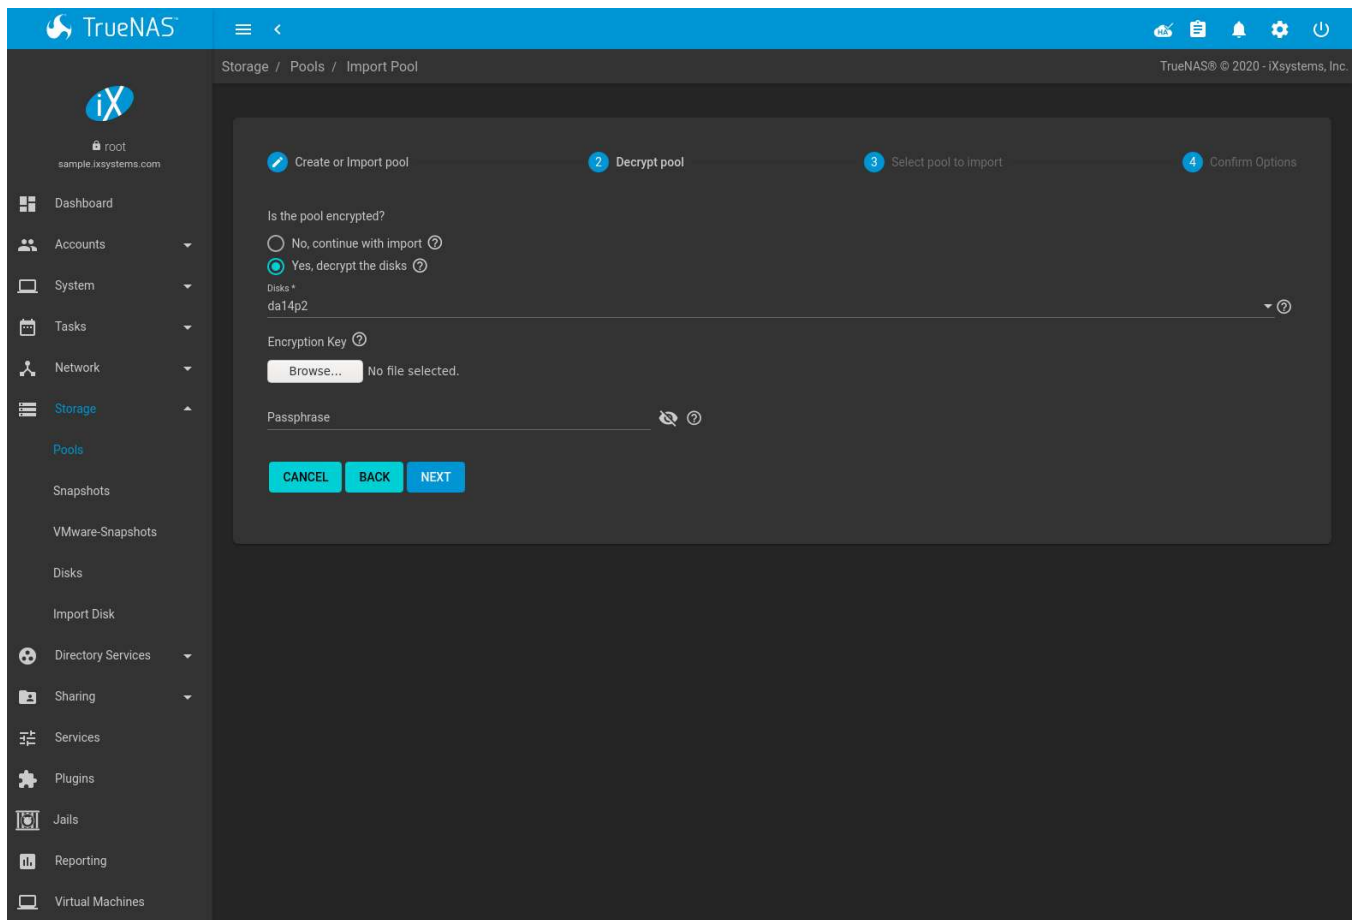 TrueNAS
Storage / Pools / Import Pool
TrueNAS® © 2020 - iXsystems, Inc.
iX
root
sample.ixsystems.com
Dashboard
Accounts
System
Tasks
Network
Storage
Pools
Snapshots
VMware-Snapshots
Disks
Import Disk
Directory Services
Sharing
Services
Plugins
Jails
Reporting
Virtual Machines
HA
Create or Import pool
2 Decrypt pool
3 Select pool to import
4 Confirm Options
Is the pool encrypted?
No, continue with import ?
Yes, decrypt the disks ?
Disks *
da14p2 ?
Encryption Key ?
Browse... No file selected.
Passphrase ?
CANCEL BACK NEXT